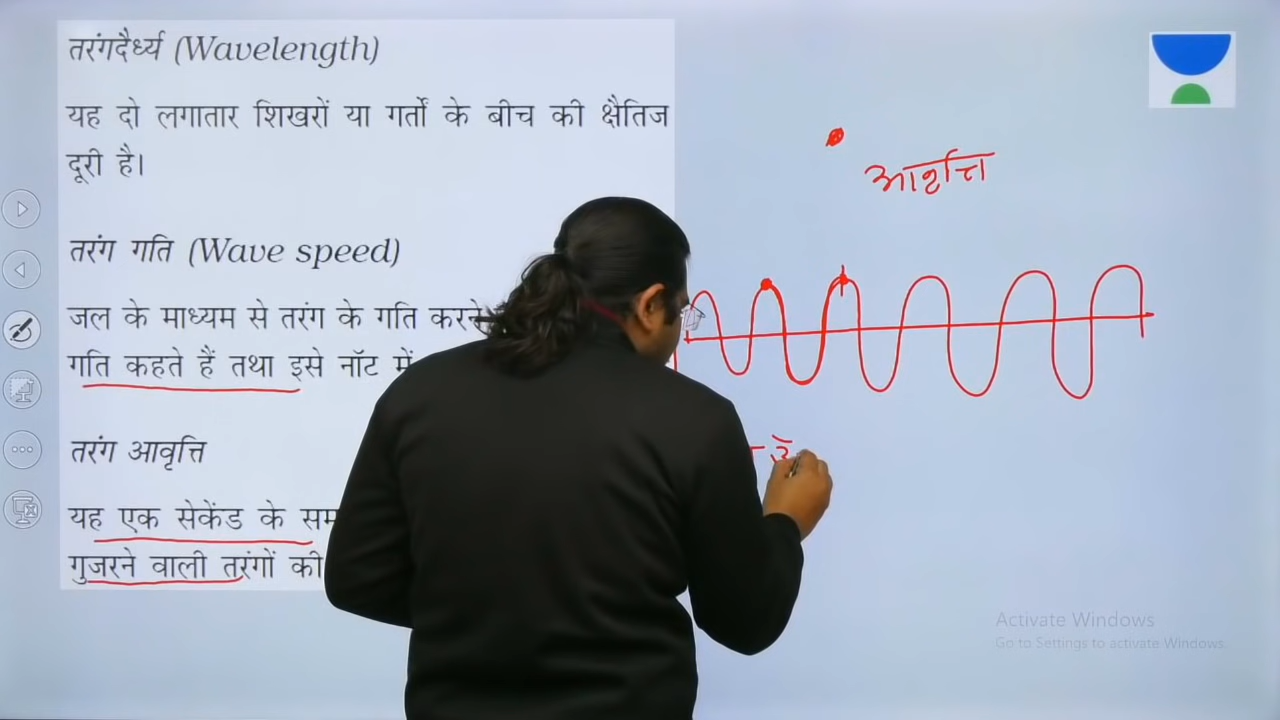 तरंगदैर्ध्य (Wavelength)
यह दो लगातार शिखरों या गर्तों के बीच की क्षैतिज
दूरी है।
तरंग गति (Wave speed)
जल के माध्यम से तरंग के गति करने
गति कहते हैं तथा इसे नॉट में
तरंग आवृत्ति
यह एक सेकेंड के सम
गुजरने वाली तरंगों की
आवृत्ति
Activate Windows
Go to Settings to activate Windows.